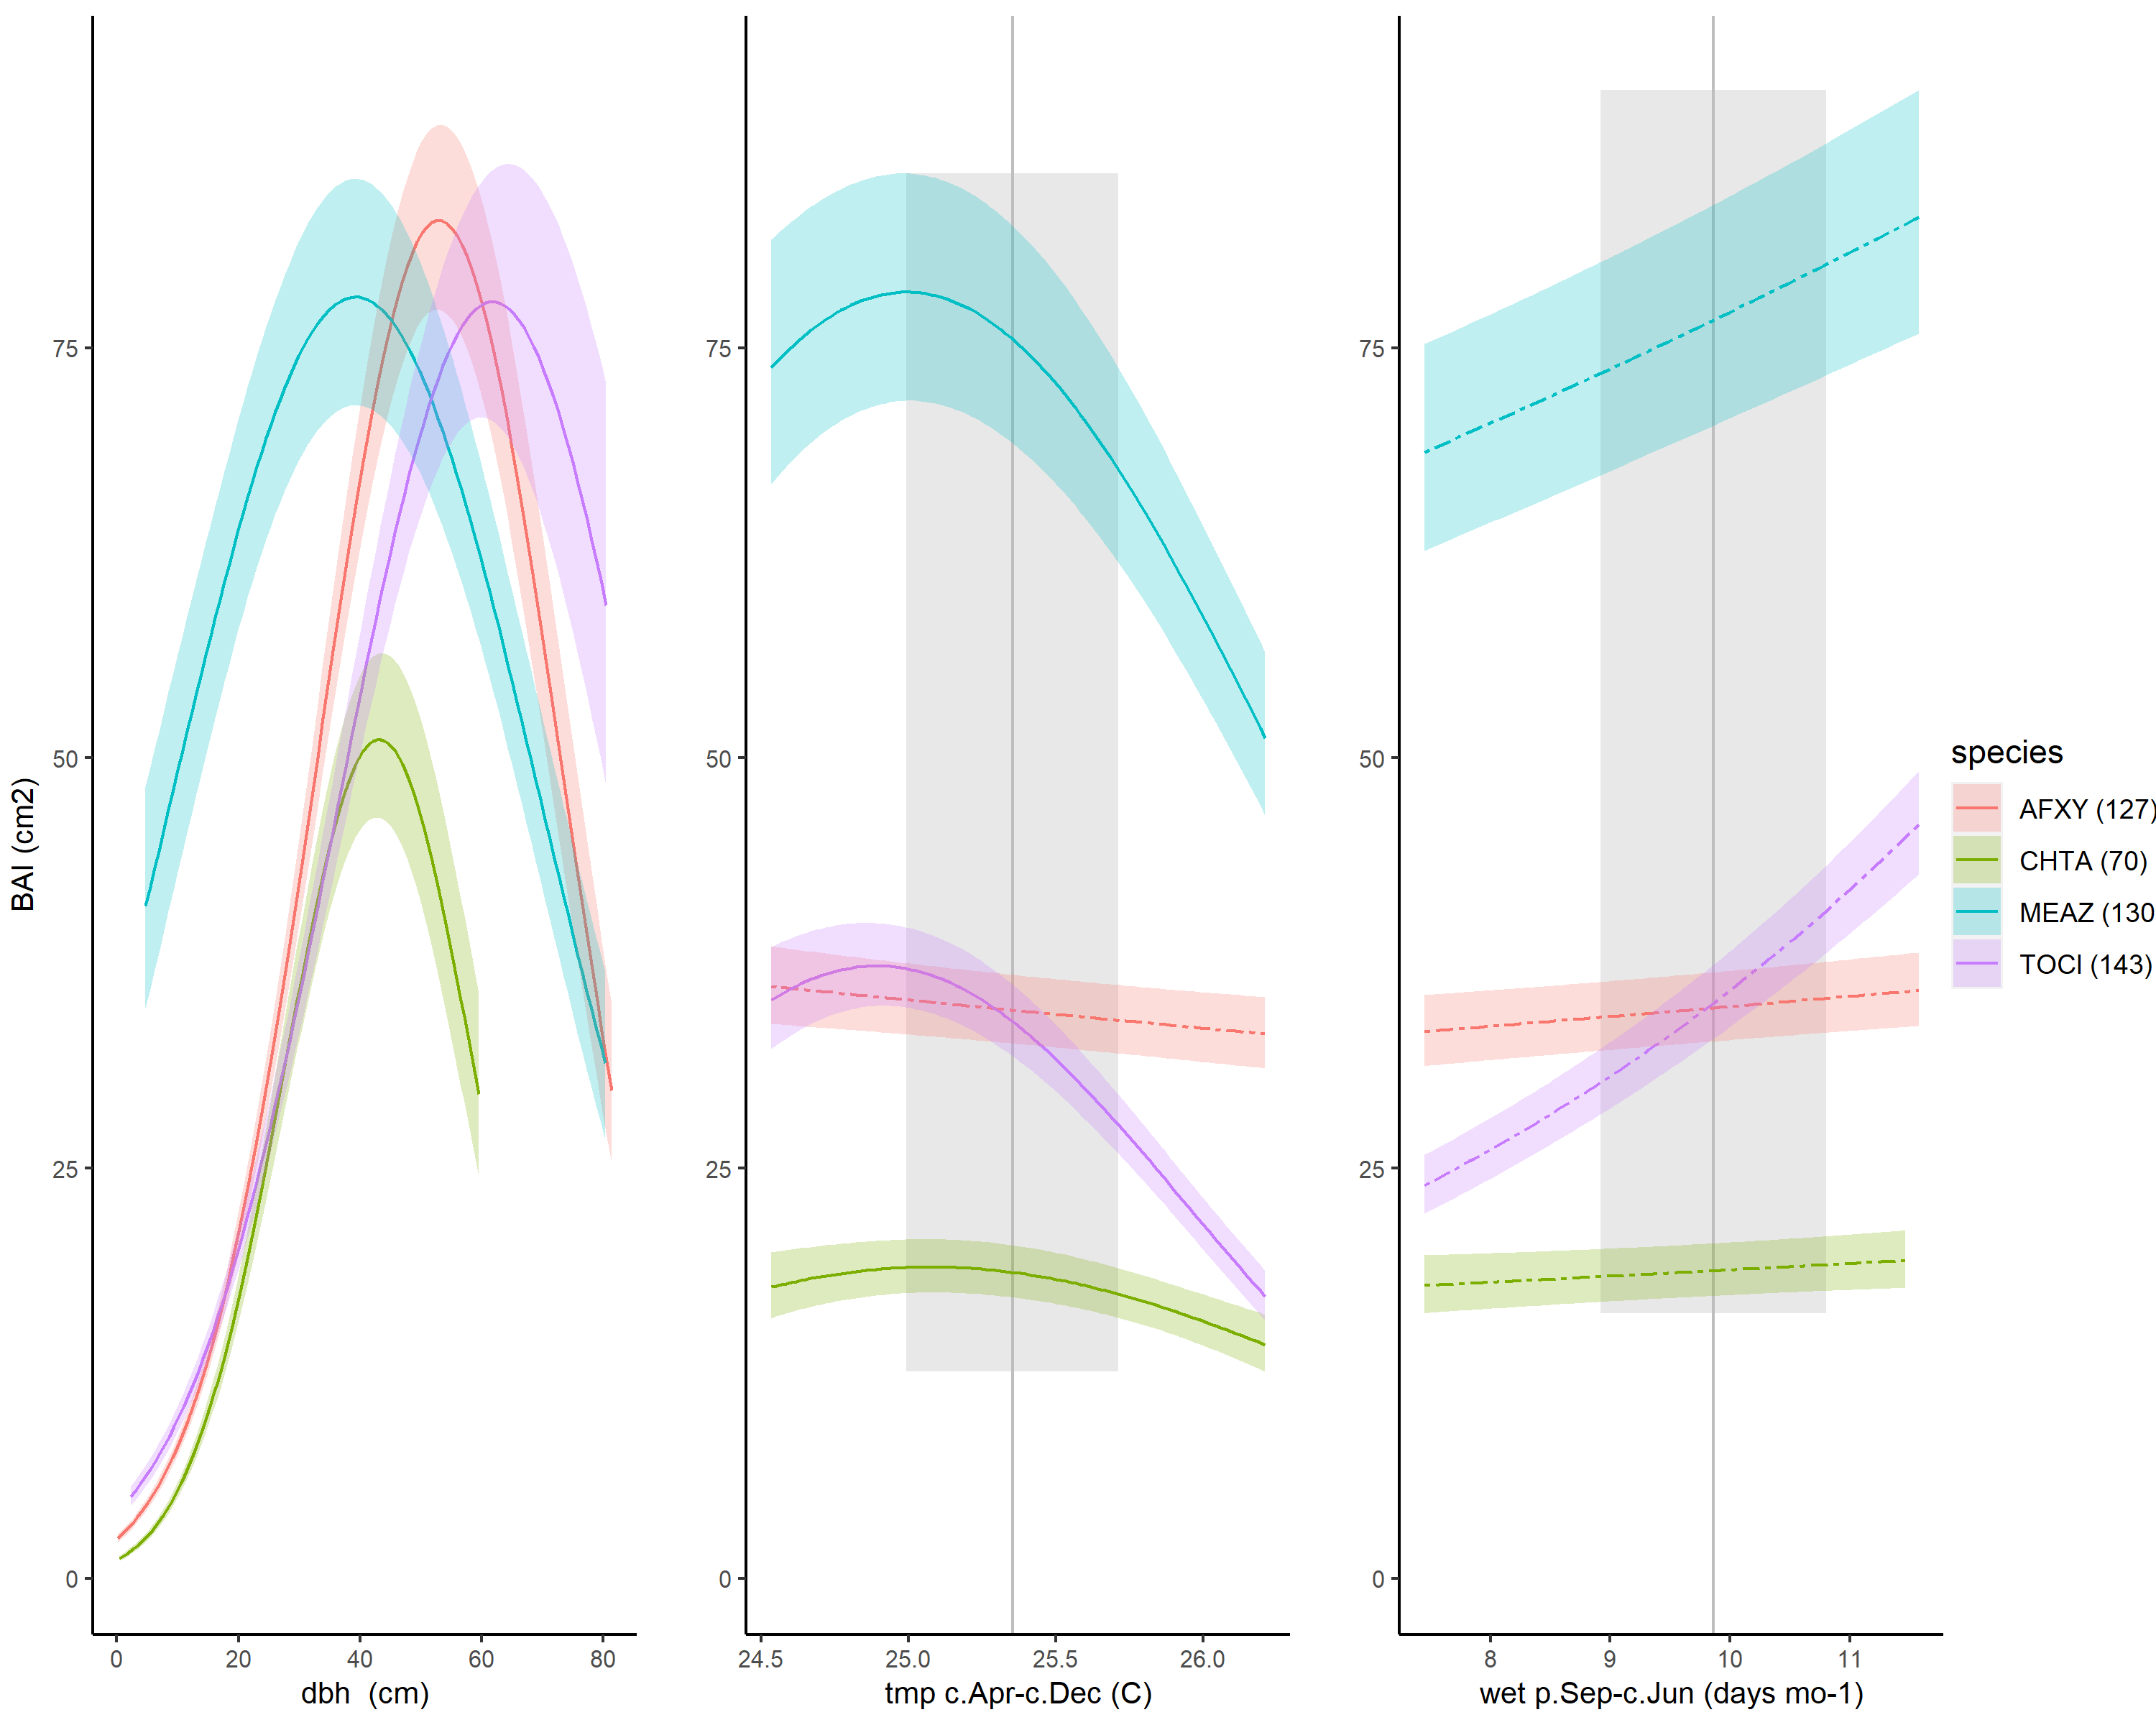 BAI (cm2)
75
50
25
0
0 20 40 60 80
dbh (cm)
75
50
25
0
24.5 25.0 25.5 26.0
tmp c.Apr-c.Dec (C)
75
50
25
0
8 9 10 11
wet p.Sep-c.Jun (days mo-1)
species
AFXY (127)
CHTA (70)
MEAZ (130
TOCI (143)